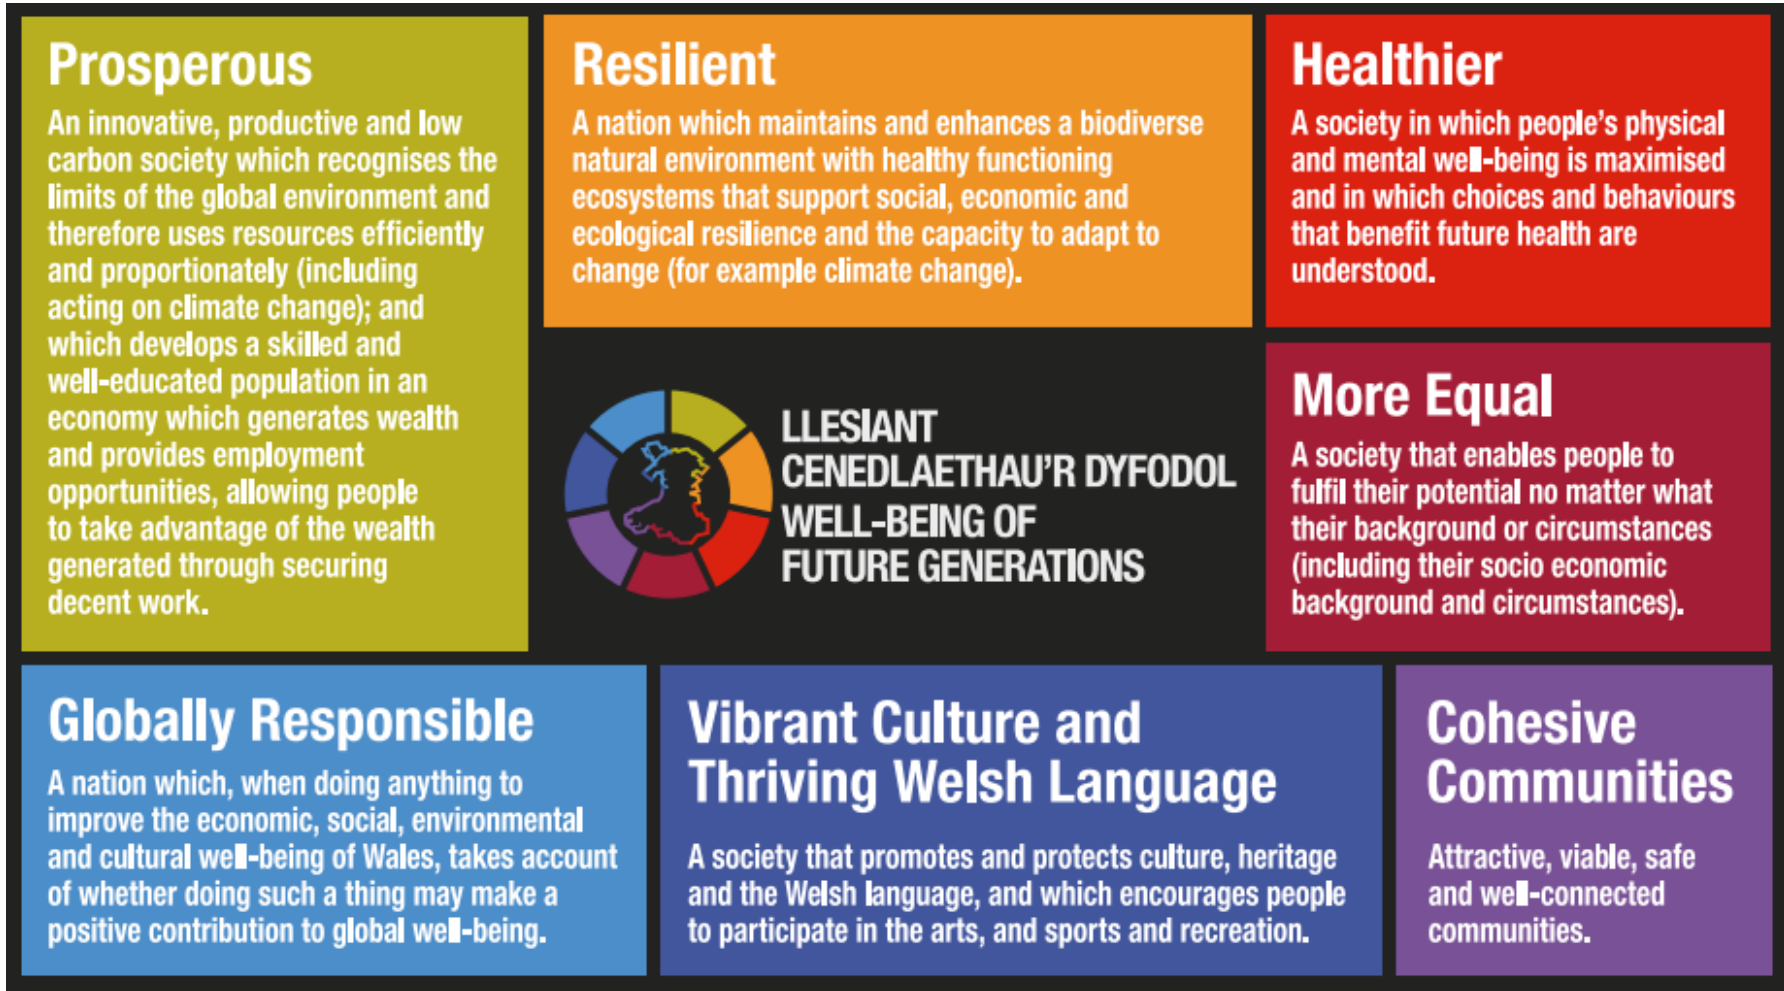 Prosperous
An innovative, productive and low
carbon society which recognises the
limits of the global environment and
therefore uses resources efficiently
and proportionately (including
acting on climate change); and
which develops a skilled and
well-educated population in an
economy which generates wealth
and provides employment
opportunities, allowing people
to take advantage of the wealth
generated through securing
decent work.
Resilient
A nation which maintains and enhances a biodiverse
natural environment with healthy functioning
ecosystems that support social, economic and
ecological resilience and the capacity to adapt to
change (for example climate change).
Healthier
A society in which people's physical
and mental well-being is maximised
and in which choices and behaviours
that benefit future health are
understood.
LLESIANT
CENEDLAETHAU'R DYFODOL
WELL-BEING OF
FUTURE GENERATIONS
More Equal
A society that enables people to
fulfil their potential no matter what
their background or circumstances
(including their socio economic
background and circumstances).
Globally Responsible
A nation which, when doing anything to
improve the economic, social, environmental
and cultural well-being of Wales, takes account
of whether doing such a thing may make a
positive contribution to global well-being.
Vibrant Culture and
Thriving Welsh Language
A society that promotes and protects culture, heritage
and the Welsh language, and which encourages people
to participate in the arts, and sports and recreation.
Cohesive
Communities
Attractive, viable, safe
and well-connected
communities.